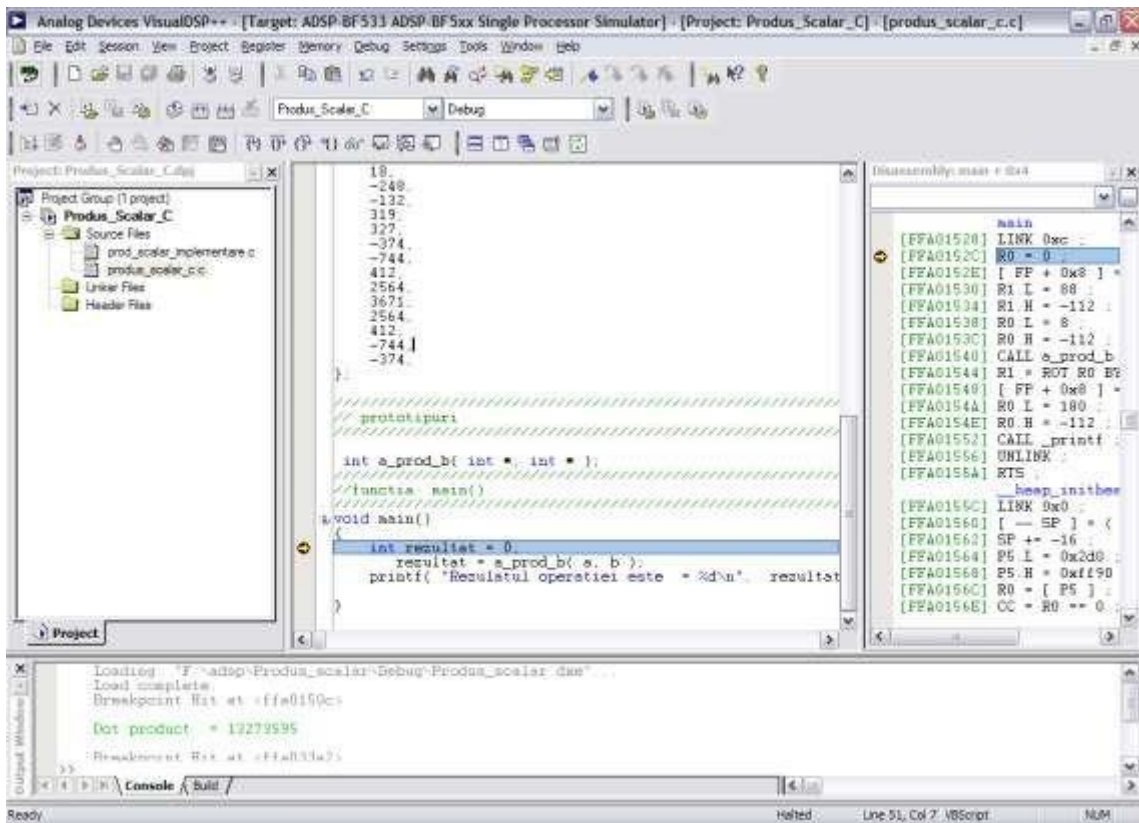 Analog Devices VisualDSP++ - [Target: ADSP-BF533 ADSP-BF5xx Single Processor Simulator] - [Project: Produs_Scalar_C] - [produs_scalar_c.c]
File Edit Session View Project Register Memory Debug Settings Tools Window Help
Produs_Scalar_C Debug
Project: Produs_Scalar_C.dpj
Project Group (1 project)
Produs_Scalar_C
Source Files
prod_scalar_implementare.c
produs_scalar_c.c
Linker Files
Header Files
Project
18,
-248,
-132,
319,
327,
-374,
-744,
412,
2564,
3671,
2564,
412,
-744,
-374,
};
// prototipuri
int a_prod_b( int *, int * );
//functia main()
void main()
{
int rezultat = 0;
rezultat = a_prod_b( a, b );
printf( "Rezulatul operatiei este = %d\n", rezultat
}
Disassembly: main + 0x4
main
[FFA01528] LINK 0xc ;
[FFA0152C] R0 = 0 ;
[FFA0152E] [ FP + 0x8 ] =
[FFA01530] R1.L = 88 ;
[FFA01534] R1.H = -112 ;
[FFA01538] R0.L = 8 ;
[FFA0153C] R0.H = -112 ;
[FFA01540] CALL a_prod_b
[FFA01544] R1 = ROT R0 BY
[FFA01548] [ FP + 0x8 ] =
[FFA0154A] R0.L = 180 ;
[FFA0154E] R0.H = -112 ;
[FFA01552] CALL _printf ;
[FFA01556] UNLINK ;
[FFA0155A] RTS ;
[FFA0155C] LINK 0x0 ;
[FFA01560] [ -- SP ] = (
[FFA01562] SP += -16 ;
[FFA01564] P5.L = 0x2d0 ;
[FFA01568] P5.H = 0xff90
[FFA0156C] R0 = [ P5 ] ;
[FFA0156E] CC = R0 == 0 ;
Output Window
Loading: "F:\adsp\Produs_scalar\Debug\Produs_scalar.dxe"...
Load complete.
Breakpoint Hit at <ffa0150c>
Dot product = 13273595
Breakpoint Hit at
>>
Console Build
Ready Halted Line 51, Col 7 VBScript NUM